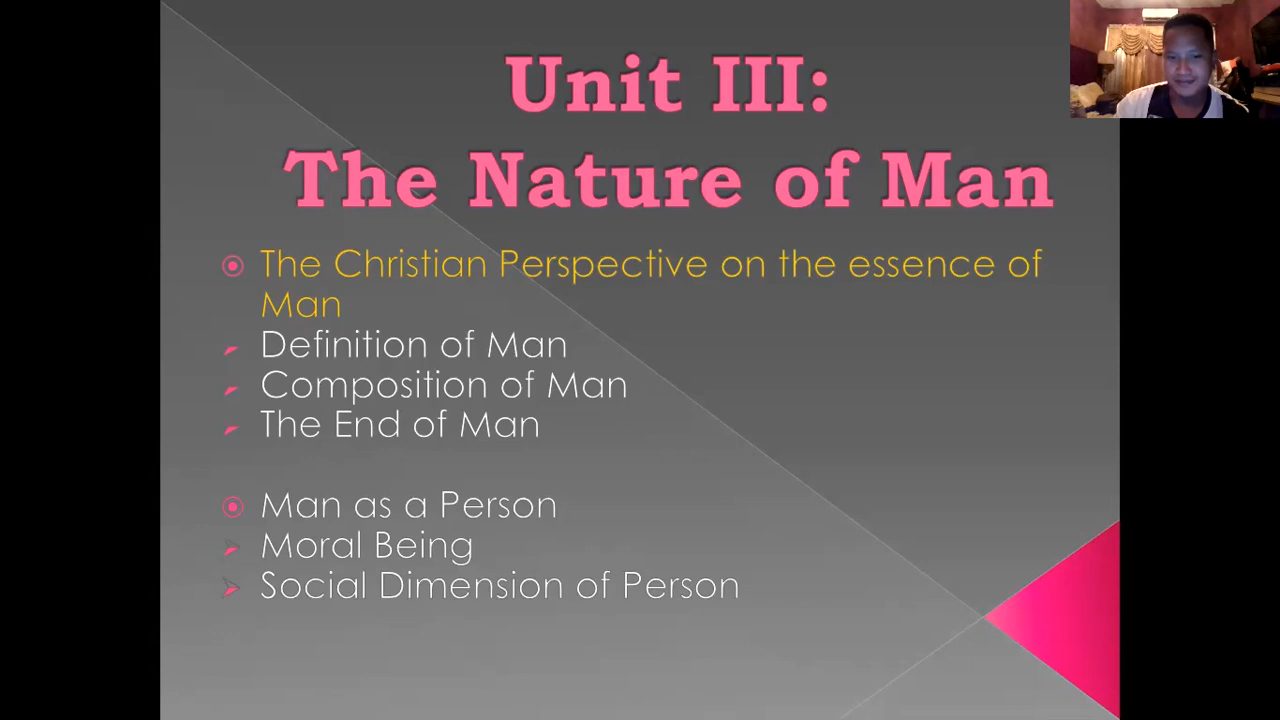 Unit III:
The Nature of Man
The Christian Perspective on the essence of
Man
Definition of Man
Composition of Man
The End of Man
Man as a Person
Moral Being
Social Dimension of Person